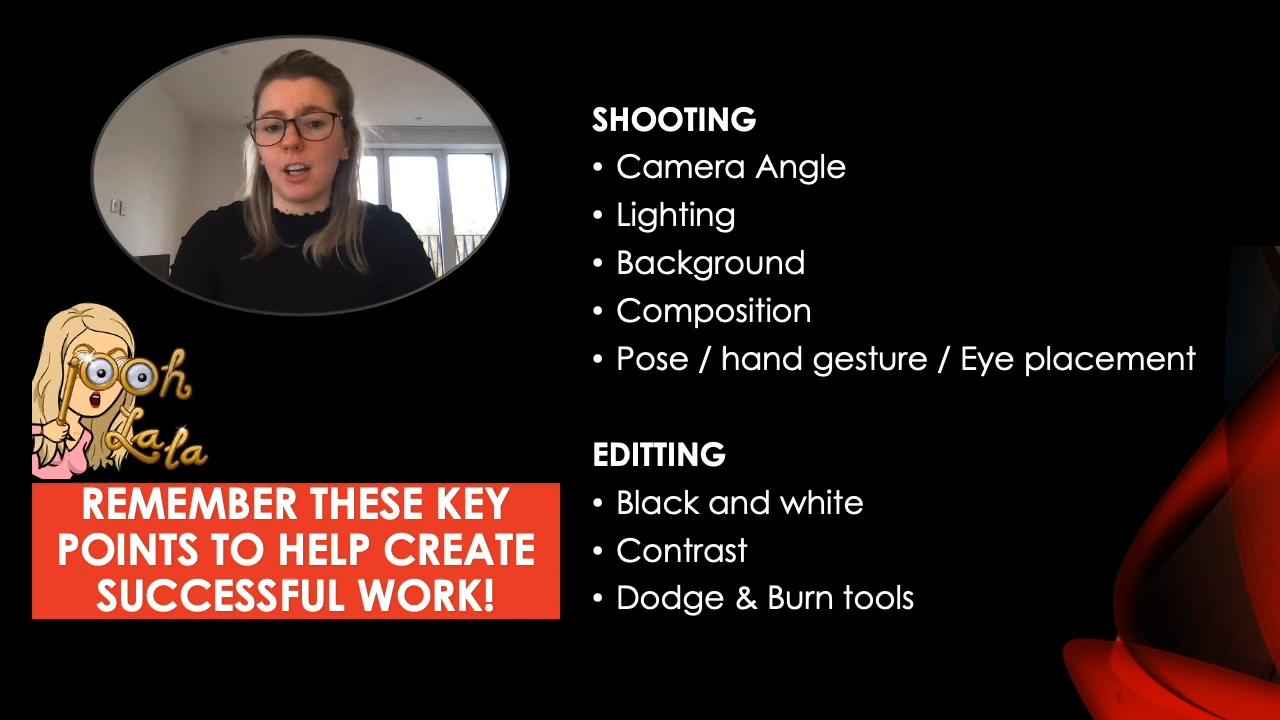 SHOOTING
• Camera Angle
• Lighting
• Background
• Composition
• Pose / hand gesture / Eye placement
EDITTING
• Black and white
• Contrast
• Dodge & Burn tools
ooh
La la
REMEMBER THESE KEY
POINTS TO HELP CREATE
SUCCESSFUL WORK!